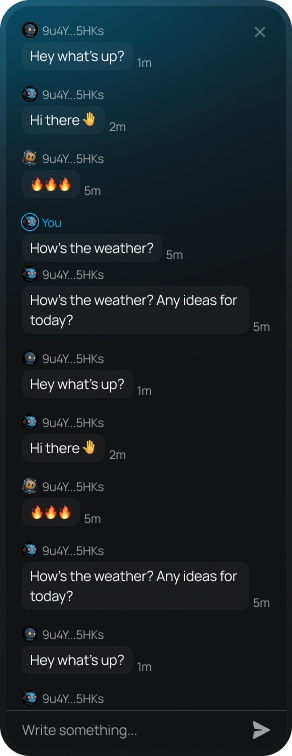 9u4Y...5HKs
Hey what's up?
1m
9u4Y...5HKs
Hi there 🤚
2m
9u4Y...5HKs
🔥🔥🔥
5m
You
How's the weather?
5m
9u4Y...5HKs
How's the weather? Any ideas for
today?
5m
9u4Y...5HKs
Hey what's up?
1m
9u4Y...5HKs
Hi there 🤚
2m
9u4Y...5HKs
🔥🔥🔥
5m
9u4Y...5HKs
How's the weather? Any ideas for
today?
5m
9u4Y...5HKs
Hey what's up?
1m
9u4Y...5HKs
Write something...